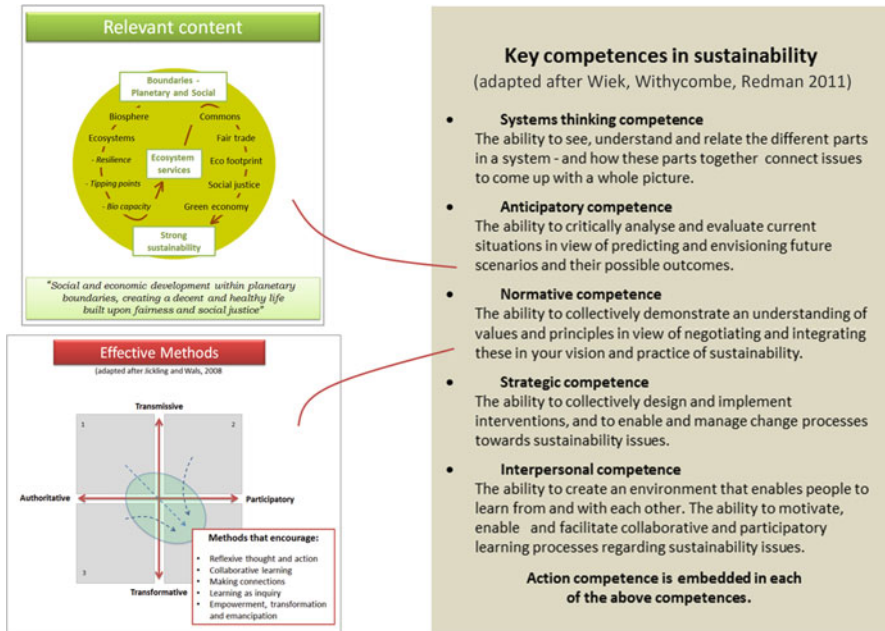 Relevant content
Boundaries -
Planetary and Social
Biosphere
Commons
Ecosystems
Fair trade
- Resilience
Ecosystem
services
Eco footprint
- Tipping points
Social justice
- Bio capacity
Green economy
Strong
sustainability
“Social and economic development within planetary
boundaries, creating a decent and healthy life
built upon fairness and social justice”
Effective Methods
(adapted after Jickling and Wals, 2008
Transmissive
1
2
Authoritative
Participatory
3
Transformative
Methods that encourage:
• Reflexive thought and action
• Collaborative learning
• Making connections
• Learning as inquiry
• Empowerment, transformation
and emancipation
Key competences in sustainability
(adapted after Wiek, Withycombe, Redman 2011)
• Systems thinking competence
The ability to see, understand and relate the different parts
in a system - and how these parts together connect issues
to come up with a whole picture.
• Anticipatory competence
The ability to critically analyse and evaluate current
situations in view of predicting and envisioning future
scenarios and their possible outcomes.
• Normative competence
The ability to collectively demonstrate an understanding of
values and principles in view of negotiating and integrating
these in your vision and practice of sustainability.
• Strategic competence
The ability to collectively design and implement
interventions, and to enable and manage change processes
towards sustainability issues.
• Interpersonal competence
The ability to create an environment that enables people to
learn from and with each other. The ability to motivate,
enable and facilitate collaborative and participatory
learning processes regarding sustainability issues.
Action competence is embedded in each
of the above competences.